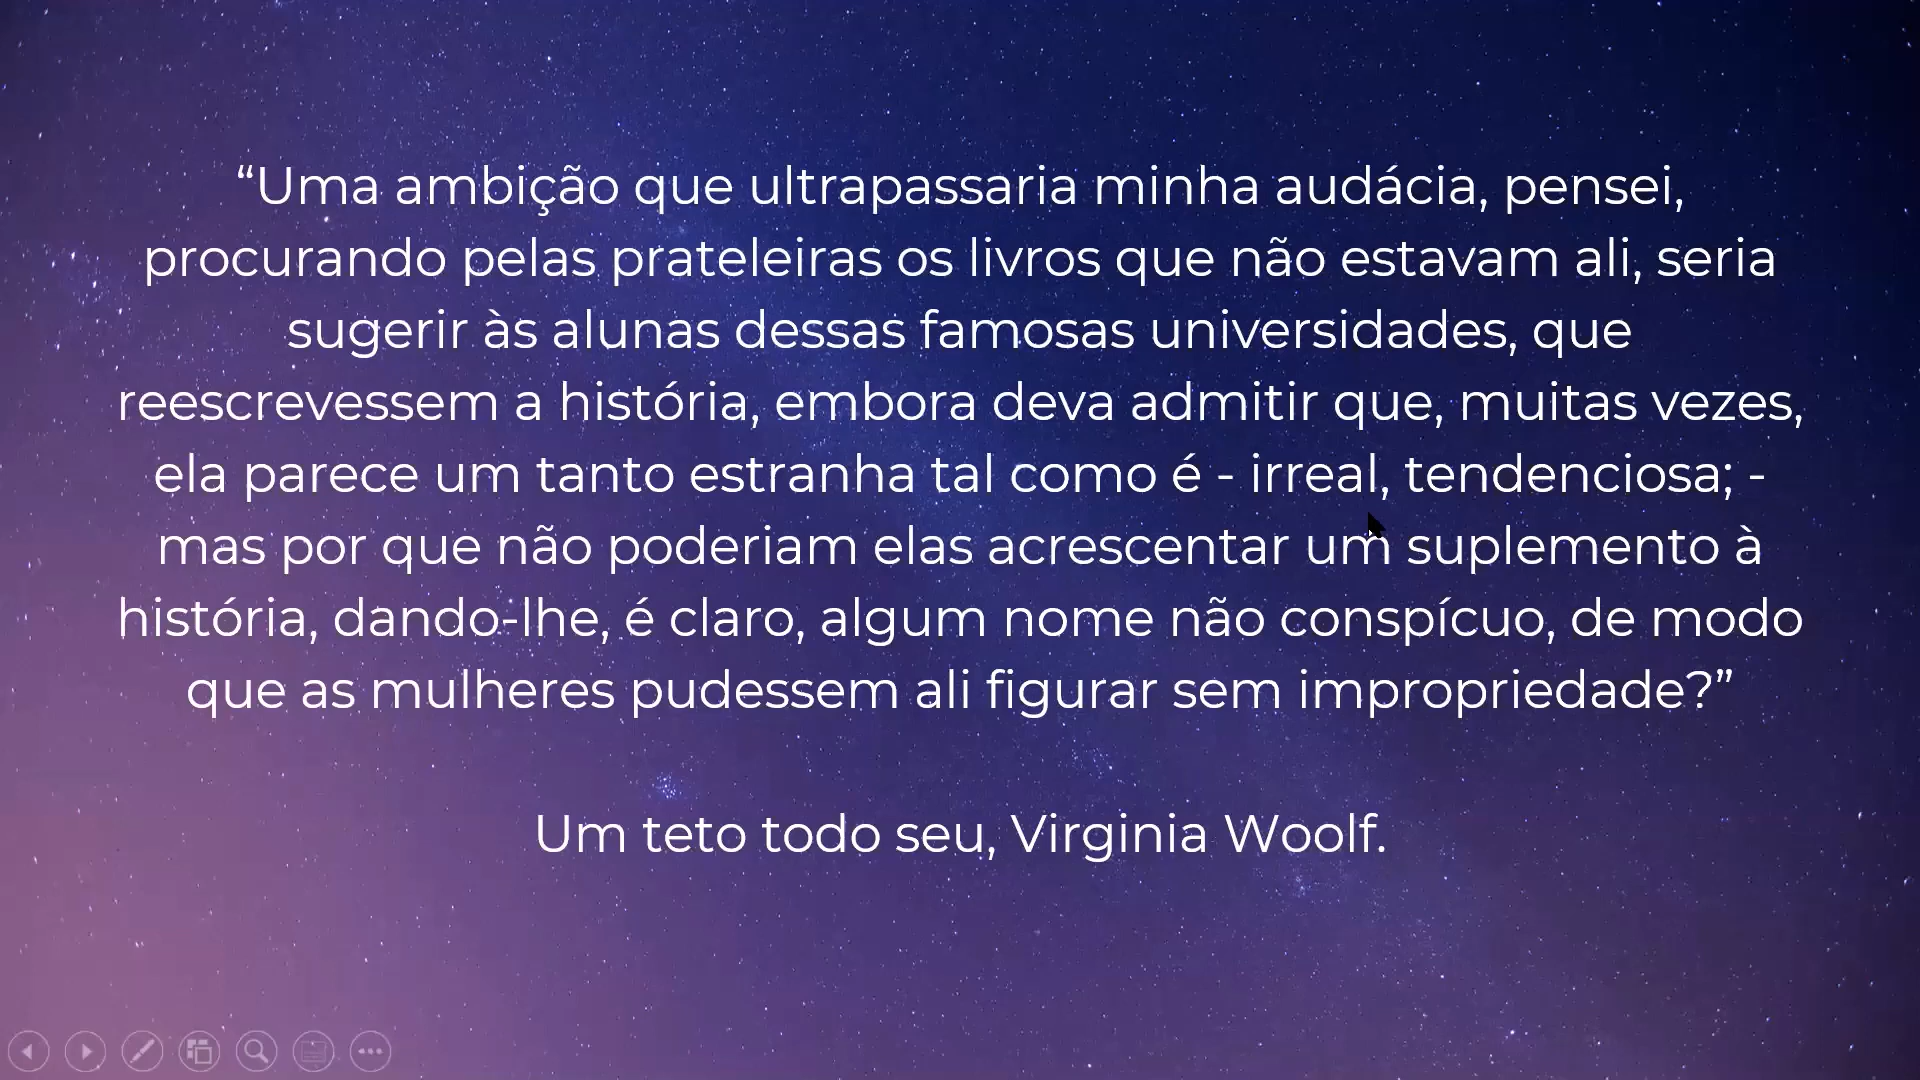 “Uma ambição que ultrapassaria minha audácia, pensei,
procurando pelas prateleiras os livros que não estavam ali, seria
sugerir às alunas dessas famosas universidades, que
reescrevessem a história, embora deva admitir que, muitas vezes,
ela parece um tanto estranha tal como é - irreal, tendenciosa; -
mas por que não poderiam elas acrescentar um suplemento à
história, dando-lhe, é claro, algum nome não conspícuo, de modo
que as mulheres pudessem ali figurar sem impropriedade?”
Um teto todo seu, Virginia Woolf.